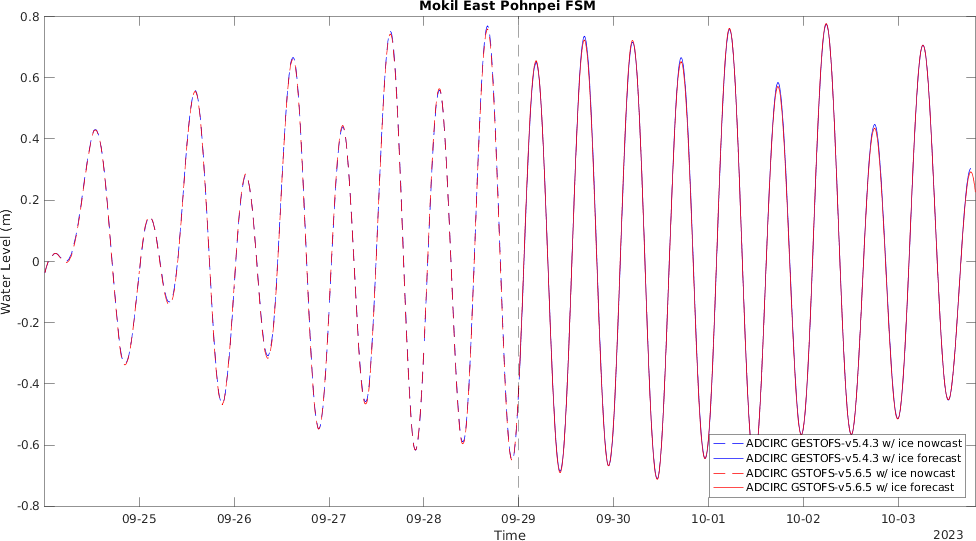 Mokil East Pohnpei FSM
0.8
0.6
0.4
0.2
0
-0.2
-0.4
-0.6
-0.8
Water Level (m)
ADCIRC GESTOFS-v5.4.3 w/ ice nowcast
ADCIRC GESTOFS-v5.4.3 w/ ice forecast
ADCIRC GSTOFS-v5.6.5 w/ ice nowcast
ADCIRC GSTOFS-v5.6.5 w/ ice forecast
09-25 09-26 09-27 09-28 09-29 09-30 10-01 10-02 10-03
Time
2023